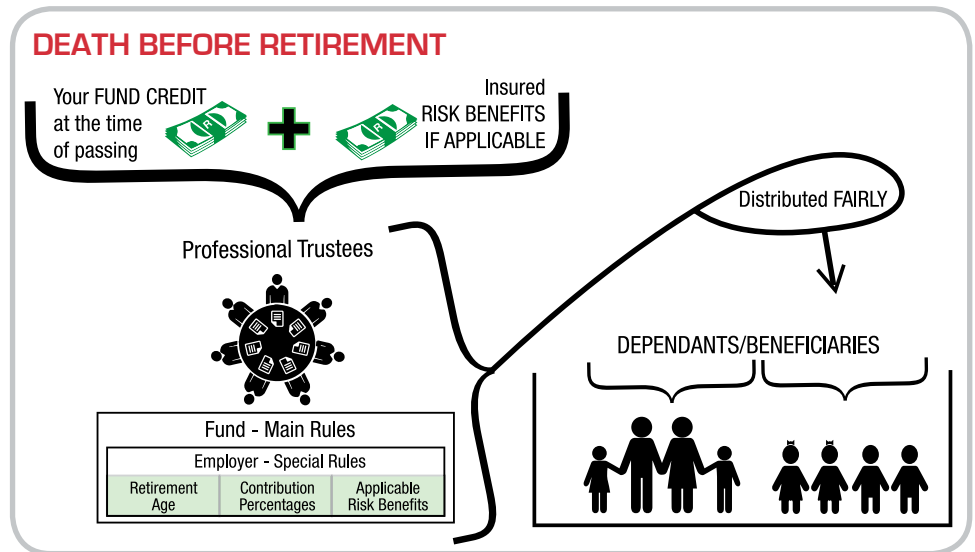 DEATH BEFORE RETIREMENT
Your FUND CREDIT
at the time
of passing
R
R
Insured
RISK BENEFITS
IF APPLICABLE
Professional Trustees
Fund - Main Rules
Employer - Special Rules
Retirement
Age
Contribution
Percentages
Applicable
Risk Benefits
Distributed FAIRLY
DEPENDANTS/BENEFICIARIES